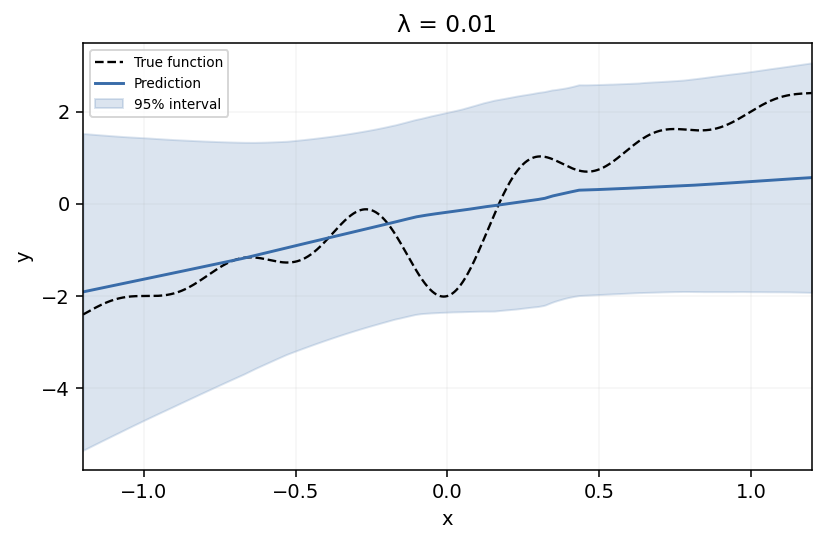 λ = 0.01
True function
Prediction
95% interval
y
2
0
−2
−4
−1.0 −0.5 0.0 0.5 1.0
x